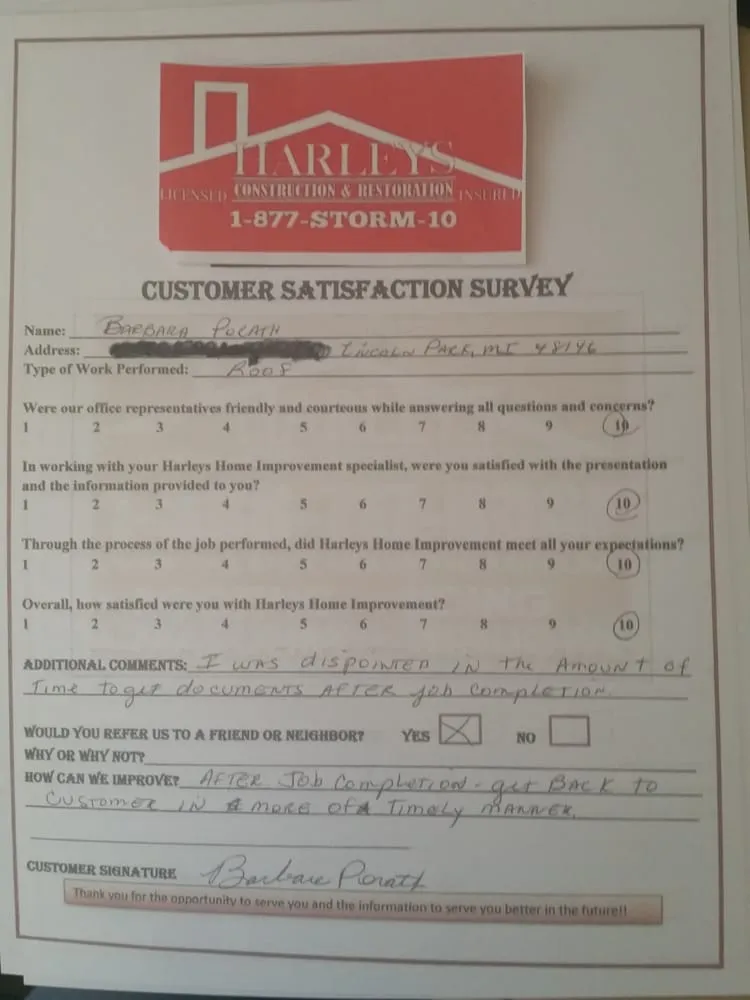 HARLEYS
LICENSED CONSTRUCTION & RESTORATION INSURED
1-877-STORM-10
CUSTOMER SATISFACTION SURVEY
Name: BARBARA PORATH
Address: LINCOLN PARK, MI 48146
Type of Work Performed: ROOF
Were our office representatives friendly and courteous while answering all questions and concerns?
1 2 3 4 5 6 7 8 9 10
In working with your Harleys Home Improvement specialist, were you satisfied with the presentation
and the information provided to you?
1 2 3 4 5 6 7 8 9 10
Through the process of the job performed, did Harleys Home Improvement meet all your expectations?
1 2 3 4 5 6 7 8 9 10
Overall, how satisfied were you with Harleys Home Improvement?
1 2 3 4 5 6 7 8 9 10
ADDITIONAL COMMENTS: I WAS dispointed IN the AMOUNT of
Time to get documents AFTER job Completion.
WOULD YOU REFER US TO A FRIEND OR NEIGHBOR? YES NO
WHY OR WHY NOT?
HOW CAN WE IMPROVE? AFTER Job Completion - get BACK to
Customer IN A more of A Timely MANNER.
CUSTOMER SIGNATURE Barbara Porath
Thank you for the opportunity to serve you and the information to serve you better in the future!!